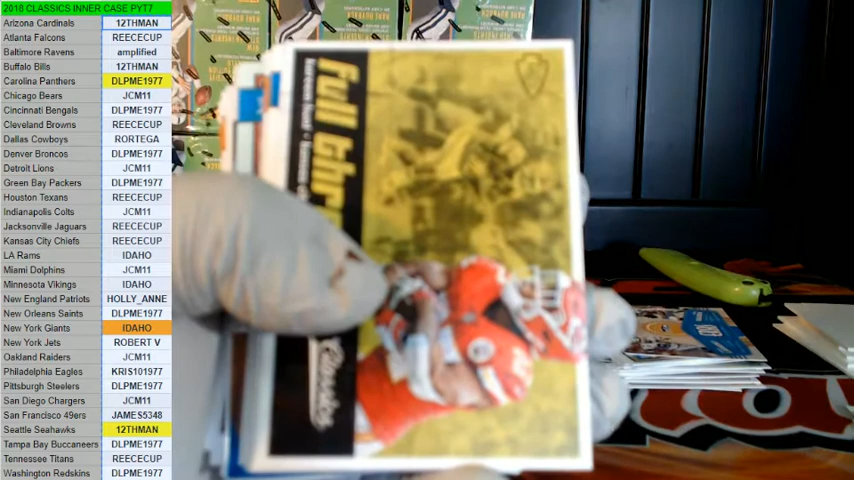 2018 CLASSICS INNER CASE PYT7
Arizona Cardinals 12THMAN
Atlanta Falcons REECECUP
Baltimore Ravens amplified
Buffalo Bills 12THMAN
Carolina Panthers DLPME1977
Chicago Bears JCM11
Cincinnati Bengals DLPME1977
Cleveland Browns REECECUP
Dallas Cowboys RORTEGA
Denver Broncos DLPME1977
Detroit Lions JCM11
Green Bay Packers DLPME1977
Houston Texans REECECUP
Indianapolis Colts JCM11
Jacksonville Jaguars REECECUP
Kansas City Chiefs REECECUP
LA Rams IDAHO
Miami Dolphins JCM11
Minnesota Vikings IDAHO
New England Patriots HOLLY_ANNE
New Orleans Saints DLPME1977
New York Giants IDAHO
New York Jets ROBERT V
Oakland Raiders JCM11
Philadelphia Eagles KRIS101977
Pittsburgh Steelers DLPME1977
San Diego Chargers JCM11
San Francisco 49ers JAMES5348
Seattle Seahawks 12THMAN
Tampa Bay Buccaneers DLPME1977
Tennessee Titans REECECUP
Washington Redskins DLPME1977
Full
Classics